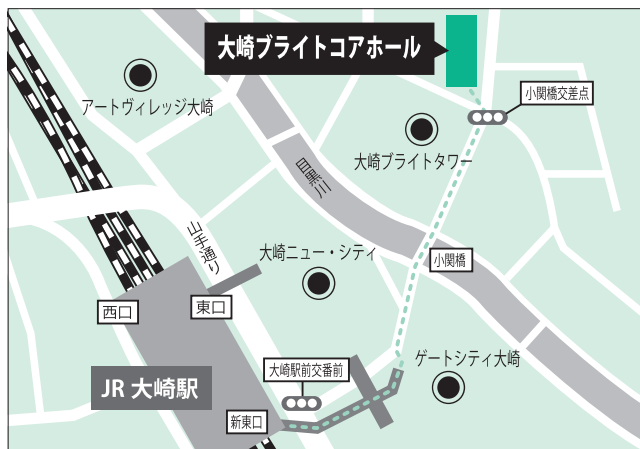 大崎ブライトコアホール
アートヴィレッジ大崎
小関橋交差点
大崎ブライトタワー
目黒川
山手通り
大崎ニュー・シティ
小関橋
西口
東口
ゲートシティ大崎
大崎駅前交番前
JR 大崎駅
新東口